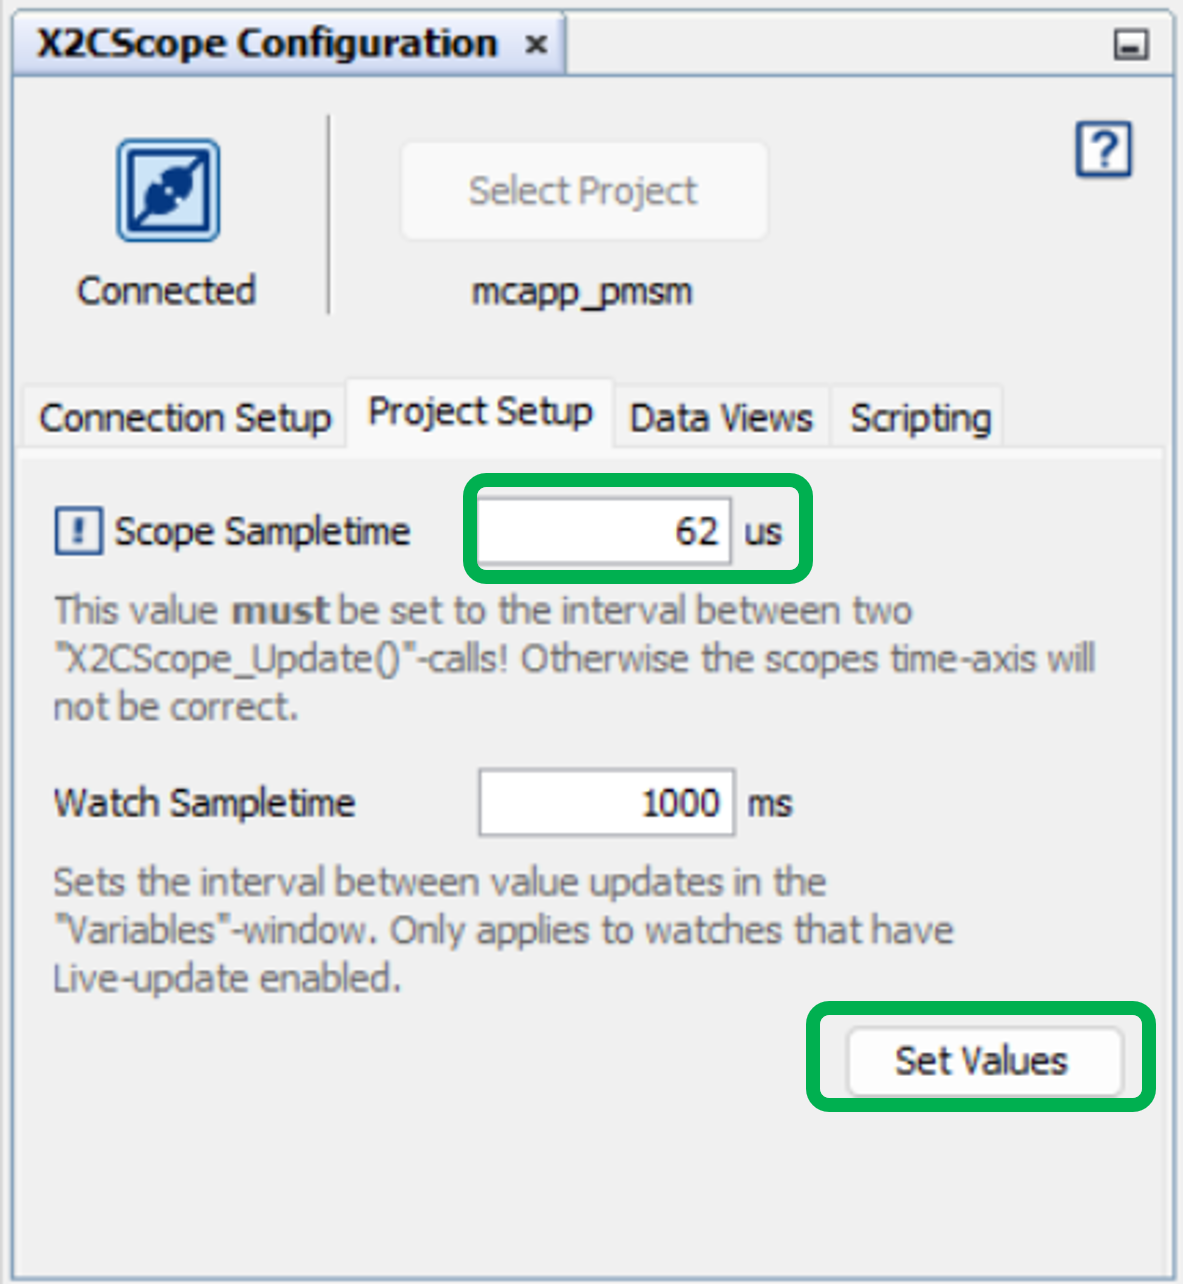 X2CScope Configuration ×
?
Select Project
Connected
mcapp_pmsm
Connection Setup Project Setup Data Views Scripting
! Scope Sampletime 62 us
This value must be set to the interval between two
"X2CScope_Update()"-calls! Otherwise the scopes time-axis will
not be correct.
Watch Sampletime 1000 ms
Sets the interval between value updates in the
"Variables"-window. Only applies to watches that have
Live-update enabled.
Set Values